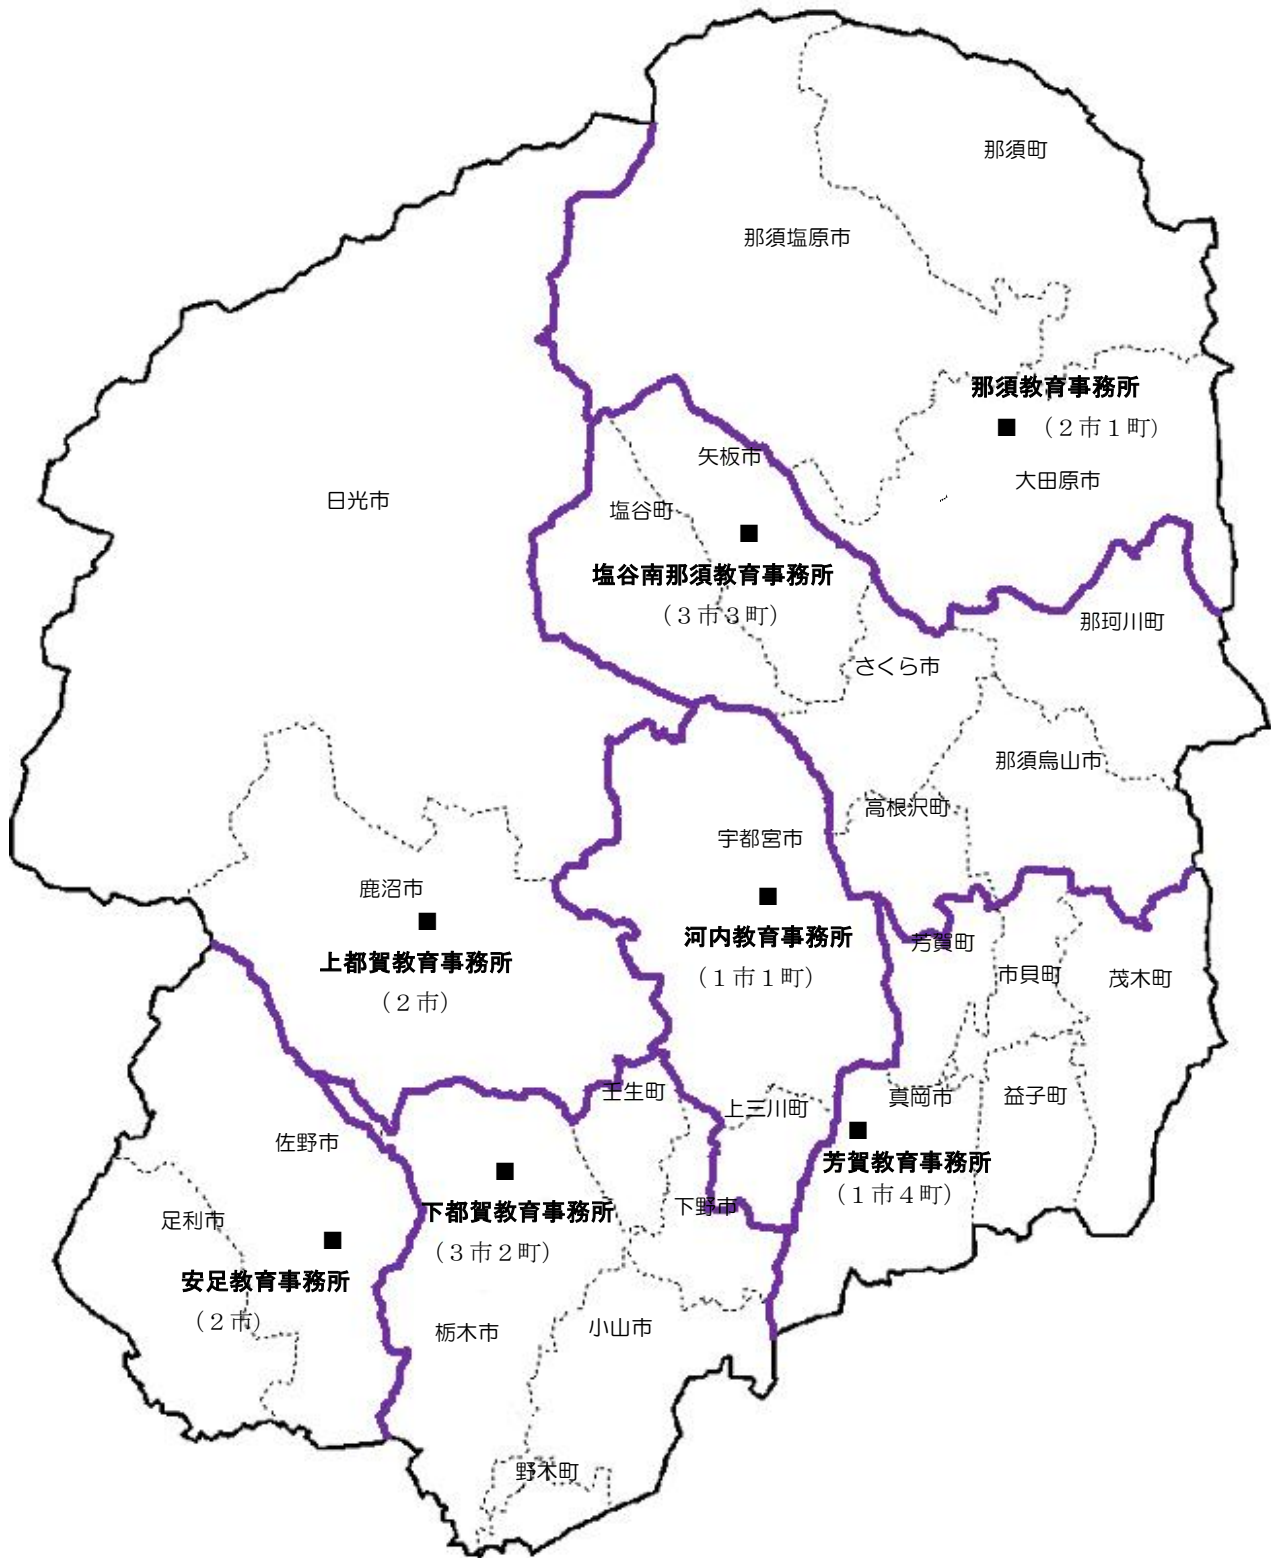 那須町
那須塩原市
那須教育事務所
■ （２市１町）
大田原市
矢板市
日光市
塩谷町
■
塩谷南那須教育事務所
（３市３町）
那珂川町
さくら市
那須烏山市
高根沢町
宇都宮市
■
河内教育事務所
（１市１町）
鹿沼市
■
上都賀教育事務所
（２市）
芳賀町
市貝町
茂木町
壬生町
上三川町
真岡市
益子町
■
芳賀教育事務所
（１市４町）
佐野市
■
下都賀教育事務所
（３市２町）
下野市
足利市
■
安足教育事務所
（２市）
栃木市
小山市
野木町